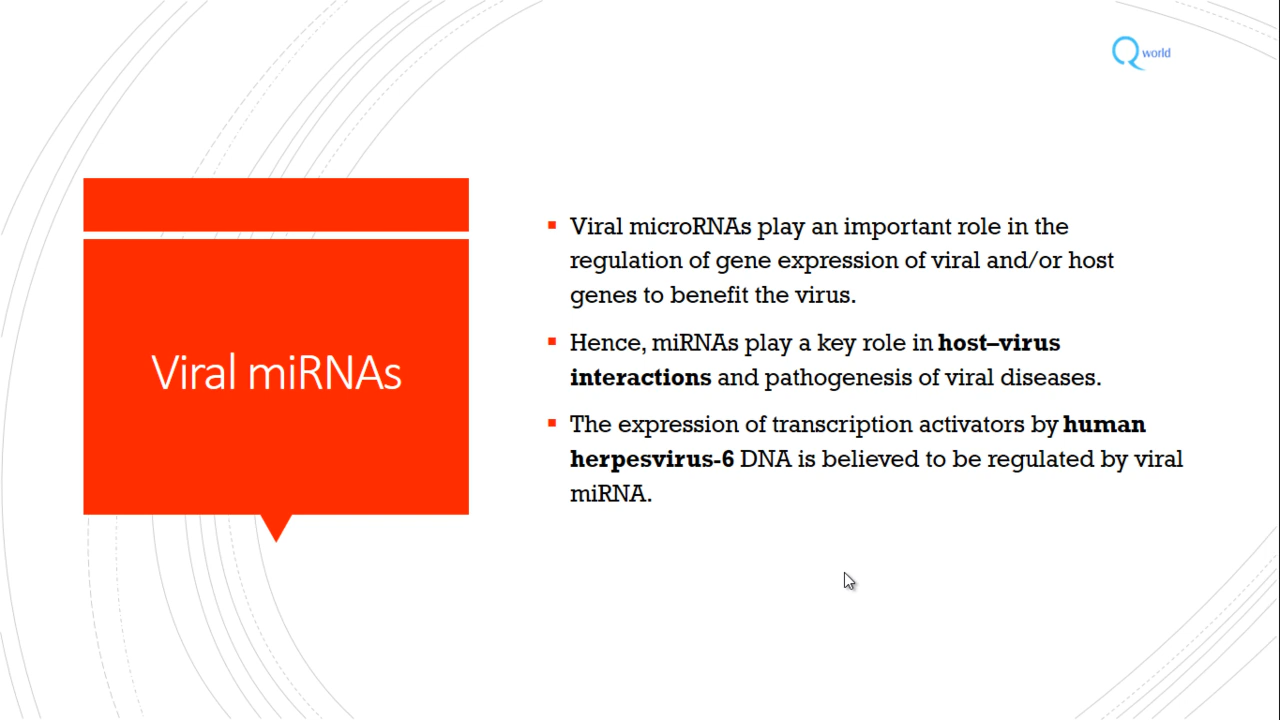 Q world
Viral miRNAs
▪ Viral microRNAs play an important role in the
regulation of gene expression of viral and/or host
genes to benefit the virus.
▪ Hence, miRNAs play a key role in host–virus
interactions and pathogenesis of viral diseases.
▪ The expression of transcription activators by human
herpesvirus-6 DNA is believed to be regulated by viral
miRNA.